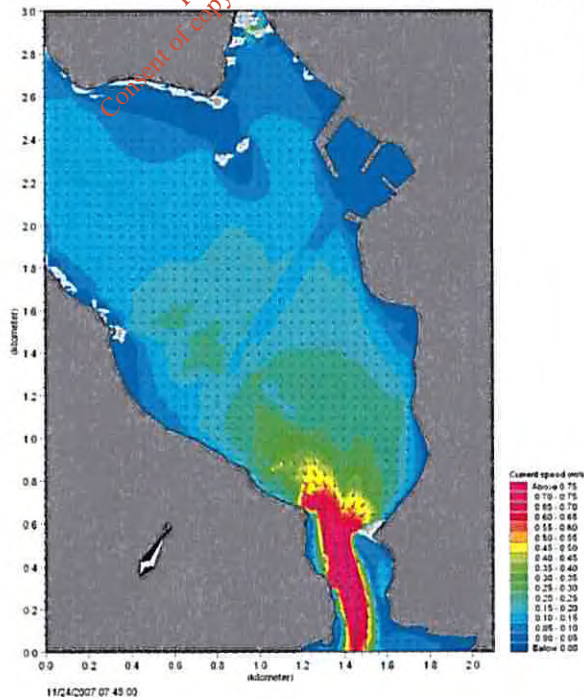 Consent of copy
3.0
2.8
2.6
2.4
2.2
2.0
1.8
1.6
1.4
1.2
1.0
0.8
0.6
0.4
0.2
0.0
(kilometer)
0.0 0.2 0.4 0.6 0.8 1.0 1.2 1.4 1.6 1.8 2.0
(kilometer)
11/24/2007 07:45:00
Current speed (m/s)
Above 0.75
0.70 - 0.75
0.65 - 0.70
0.60 - 0.65
0.55 - 0.60
0.50 - 0.55
0.45 - 0.50
0.40 - 0.45
0.35 - 0.40
0.30 - 0.35
0.25 - 0.30
0.20 - 0.25
0.15 - 0.20
0.10 - 0.15
0.05 - 0.10
0.00 - 0.05
Below 0.00